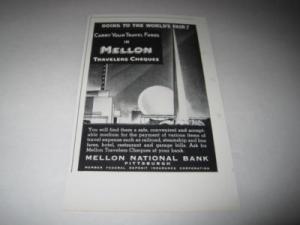 GOING TO THE WORLD'S FAIR?
CARRY YOUR TRAVEL FUNDS
IN
MELLON
TRAVELERS CHEQUES
You will find them a safe, convenient and accept-
able medium for the payment of various items of
travel expense such as railroad, steamship and bus
fares, hotel, restaurant and garage bills. Ask for
Mellon Travelers Cheques at your bank.
MELLON NATIONAL BANK
PITTSBURGH
MEMBER FEDERAL DEPOSIT INSURANCE CORPORATION